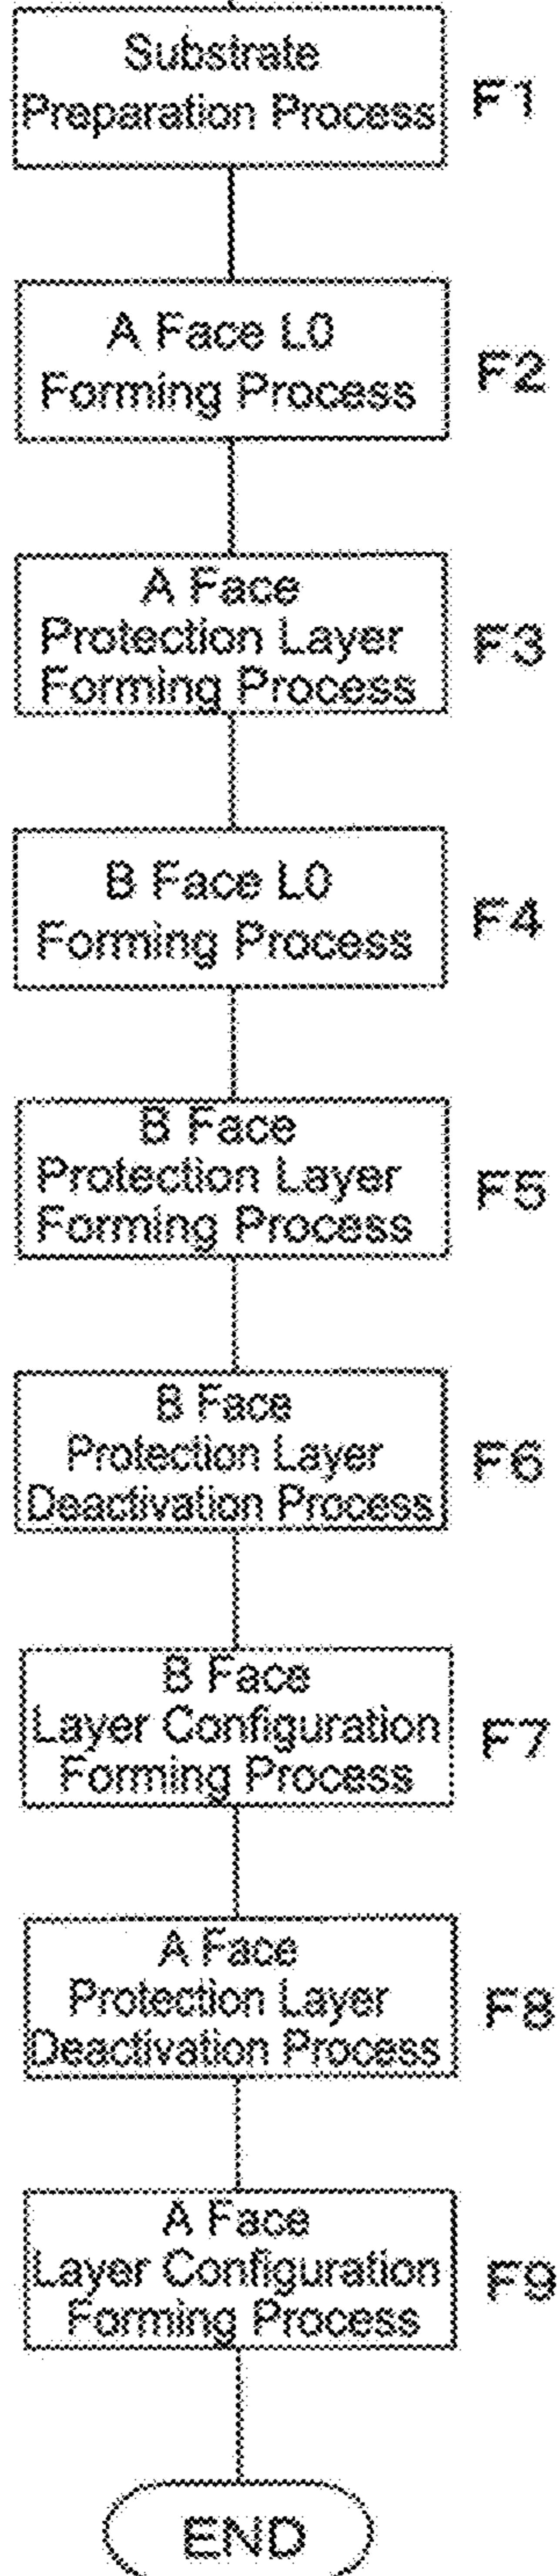 Substrate
Preparation Process
F1
A Face L0
Forming Process
F2
A Face
Protection Layer
Forming Process
F3
B Face L0
Forming Process
F4
B Face
Protection Layer
Forming Process
F5
B Face
Protection Layer
Deactivation Process
F6
B Face
Layer Configuration
Forming Process
F7
A Face
Protection Layer
Deactivation Process
F8
A Face
Layer Configuration
Forming Process
F9
END